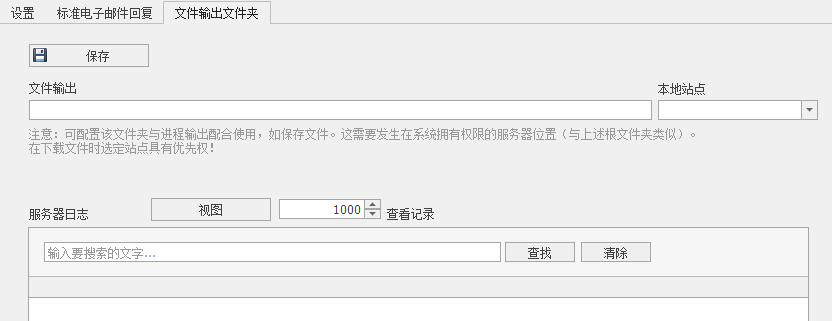 设置 标准电子邮件回复 文件输出文件夹
保存
文件输出 本地站点
注意: 可配置该文件夹与进程输出配合使用，如保存文件。这需要发生在系统拥有权限的服务器位置（与上述根文件夹类似）。
在下载文件时选定站点具有优先权!
服务器日志 视图 1000 查看记录
输入要搜索的文字... 查找 清除